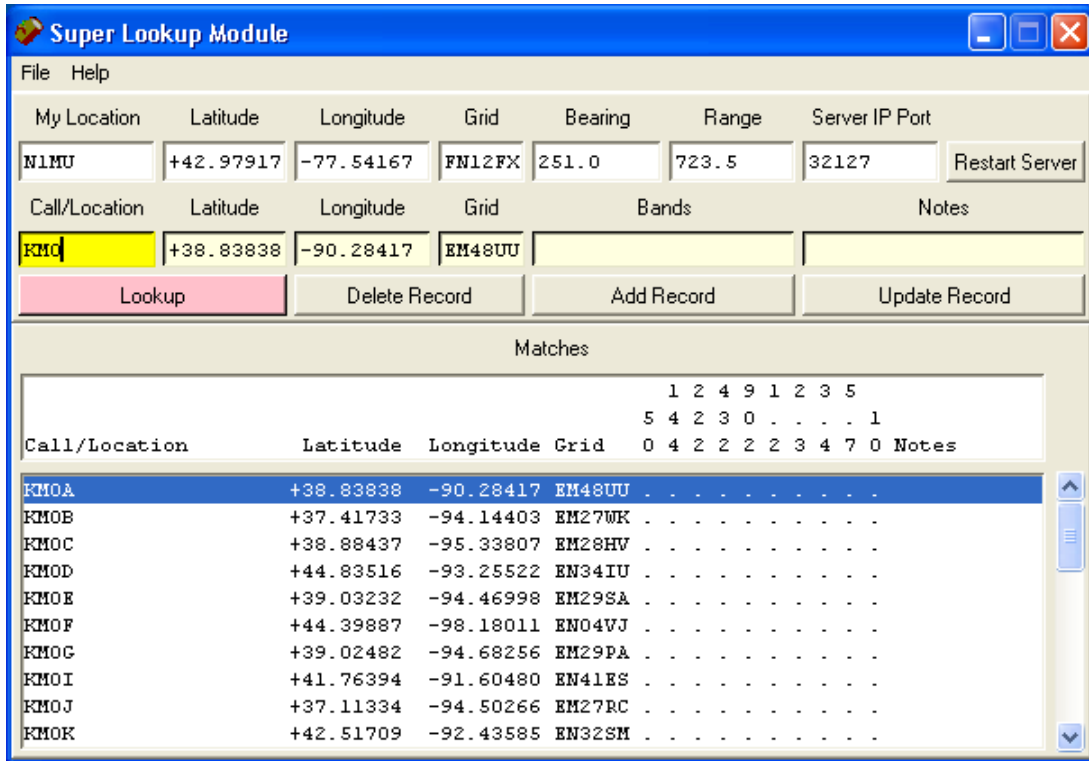 Super Lookup Module
File Help
My Location Latitude Longitude Grid Bearing Range Server IP Port
N1MU +42.97917 -77.54167 FN12FX 251.0 723.5 32127 Restart Server
Call/Location Latitude Longitude Grid Bands Notes
KM0 +38.83838 -90.28417 EM48UU
Lookup Delete Record Add Record Update Record
Matches
1 2 4 9 1 2 3 5
5 4 2 3 0 . . . . 1
Call/Location Latitude Longitude Grid 0 4 2 2 2 2 3 4 7 0 Notes
KM0A +38.83838 -90.28417 EM48UU . . . . . . . . . .
KM0B +37.41733 -94.14403 EM27WK . . . . . . . . . .
KM0C +38.88437 -95.33807 EM28HV . . . . . . . . . .
KM0D +44.83516 -93.25522 EN34IU . . . . . . . . . .
KM0E +39.03232 -94.46998 EM29SA . . . . . . . . . .
KM0F +44.39887 -98.18011 EN04VJ . . . . . . . . . .
KM0G +39.02482 -94.68256 EM29PA . . . . . . . . . .
KM0I +41.76394 -91.60480 EN41ES . . . . . . . . . .
KM0J +37.11334 -94.50266 EM27RC . . . . . . . . . .
KM0K +42.51709 -92.43585 EN32SM . . . . . . . . . .